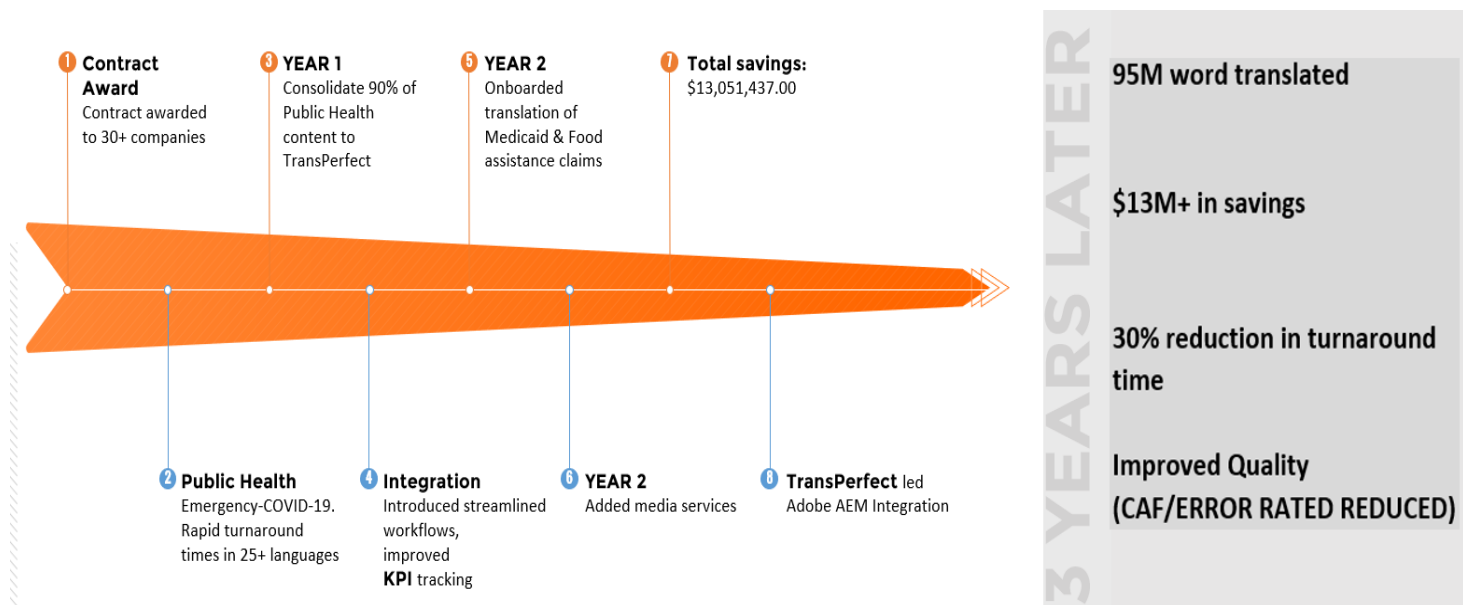 1 Contract
Award
Contract awarded
to 30+ companies
2 Public Health
Emergency-COVID-19.
Rapid turnaround
times in 25+ languages
3 YEAR 1
Consolidate 90% of
Public Health
content to
TransPerfect
4 Integration
Introduced streamlined
workflows,
improved
KPI tracking
5 YEAR 2
Onboarded
translation of
Medicaid & Food
assistance claims
6 YEAR 2
Added media services
7 Total savings:
$13,051,437.00
8 TransPerfect led
Adobe AEM Integration
3 YEARS LATER
95M word translated
$13M+ in savings
30% reduction in turnaround
time
Improved Quality
(CAF/ERROR RATED REDUCED)